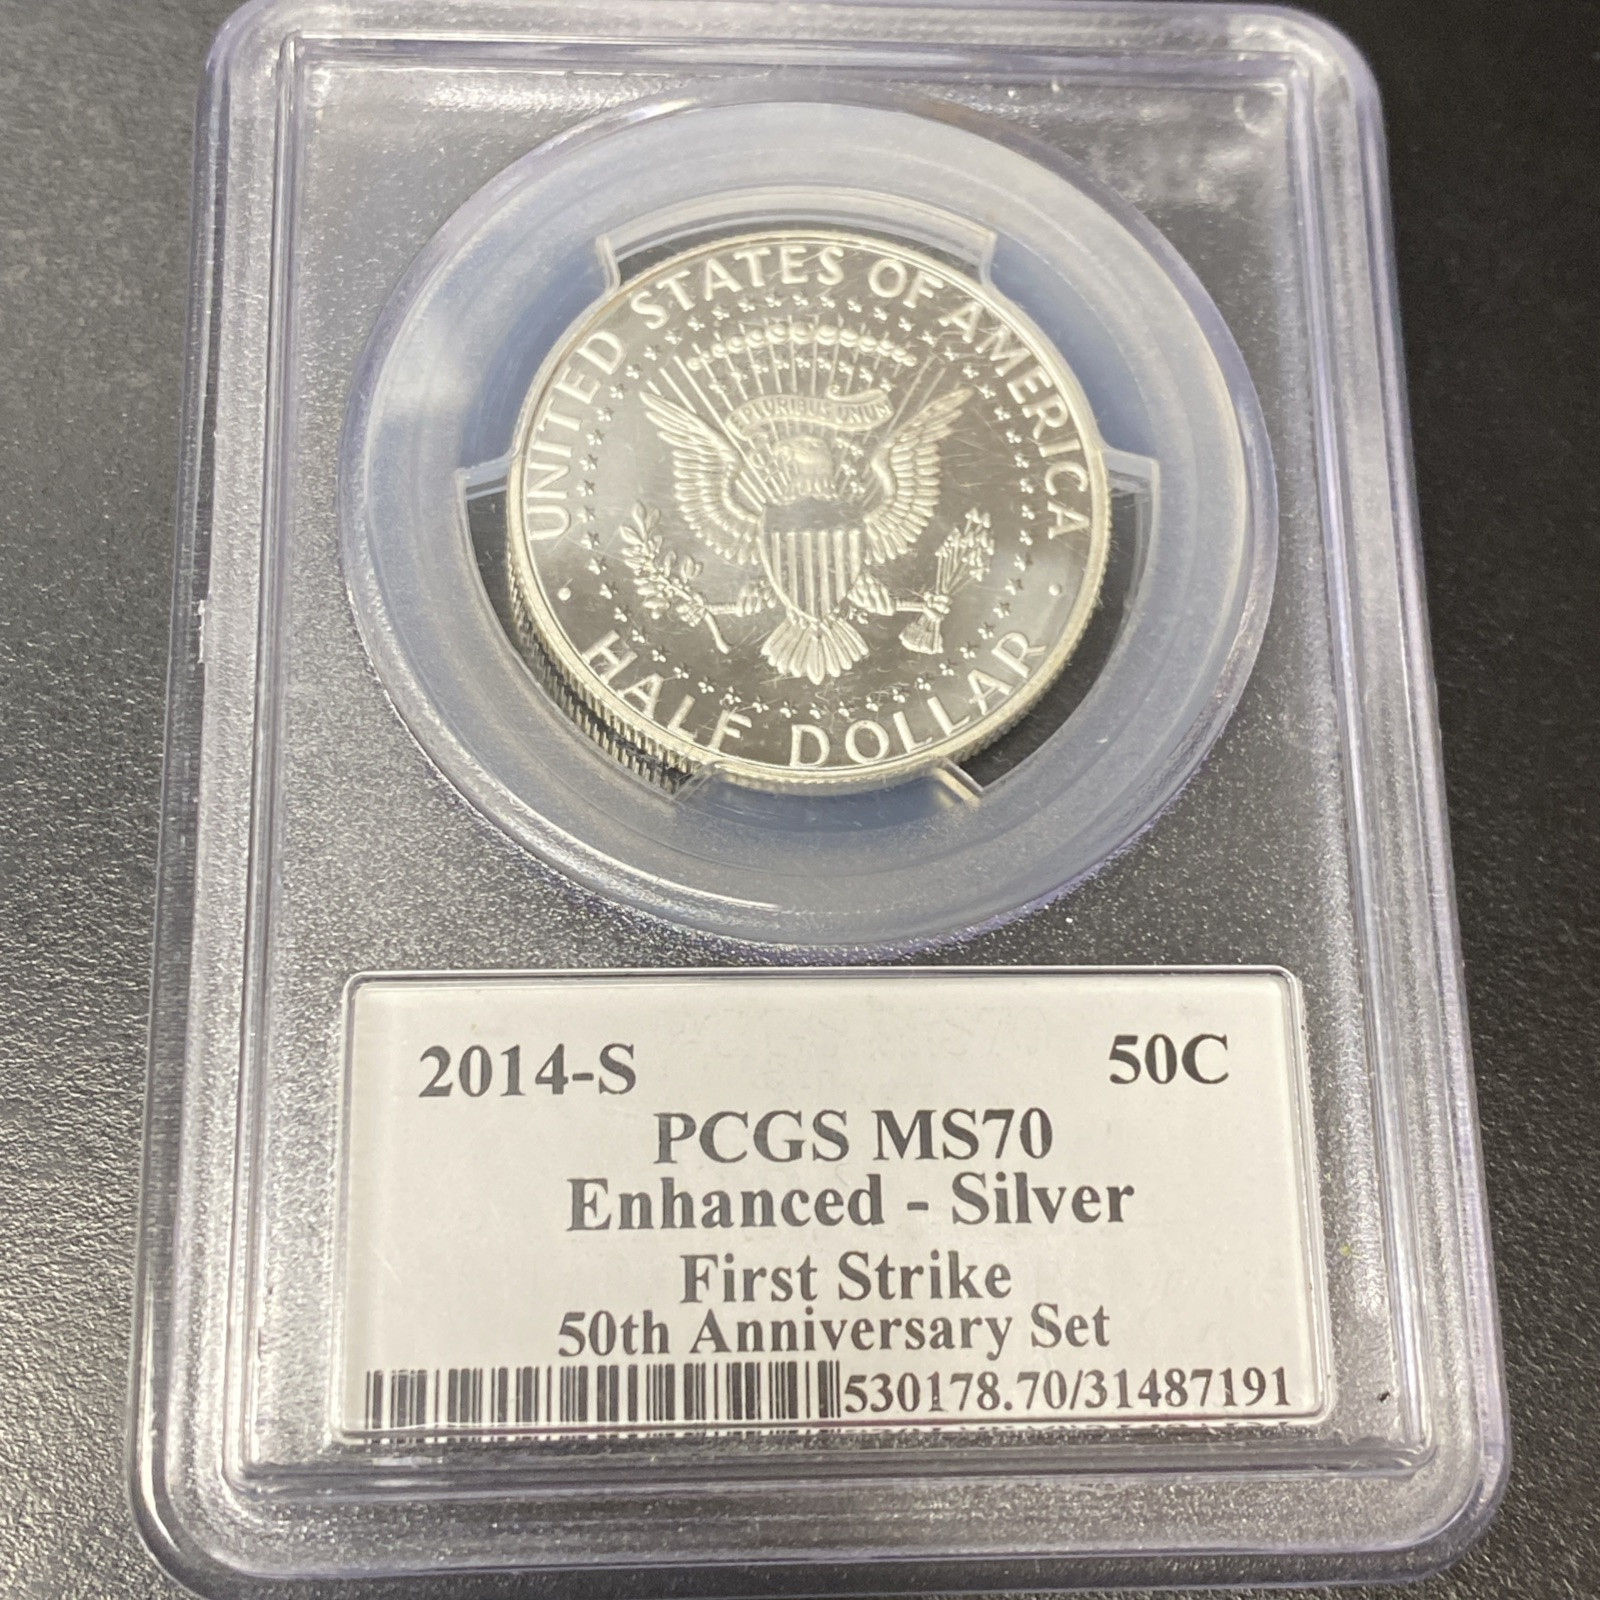 UNITED STATES OF AMERICA
PLURIBUS UNUM
HALF DOLLAR
2014-S 50C
PCGS MS70
Enhanced - Silver
First Strike
50th Anniversary Set
530178.70/31487191